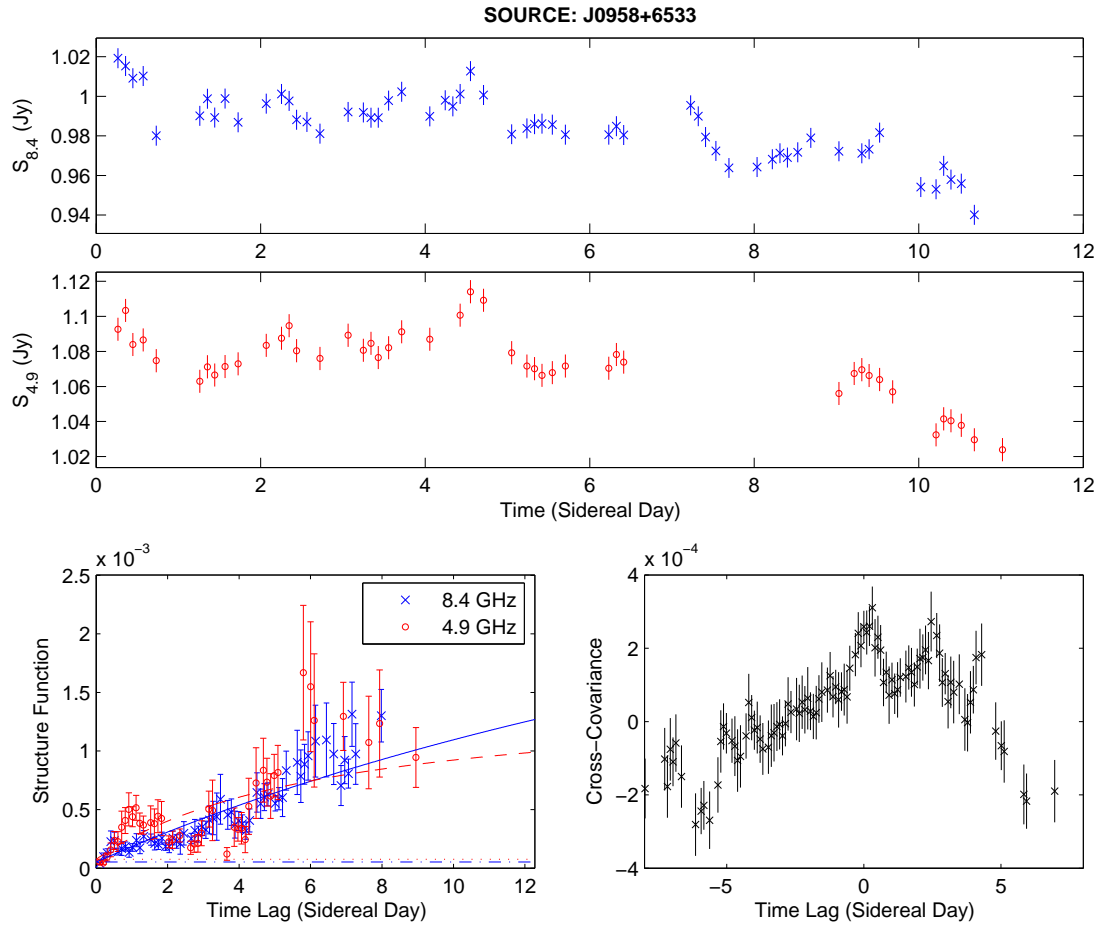 SOURCE: J0958+6533
1.02
1
0.98
0.96
0.94
S8.4 (Jy)
0 2 4 6 8 10 12
1.12
1.1
1.08
1.06
1.04
1.02
S4.9 (Jy)
0 2 4 6 8 10 12
Time (Sidereal Day)
x 10−3
2.5
2
1.5
1
0.5
0
Structure Function
8.4 GHz
4.9 GHz
0 2 4 6 8 10 12
Time Lag (Sidereal Day)
x 10−4
4
2
0
−2
−4
Cross−Covariance
−5 0 5
Time Lag (Sidereal Day)